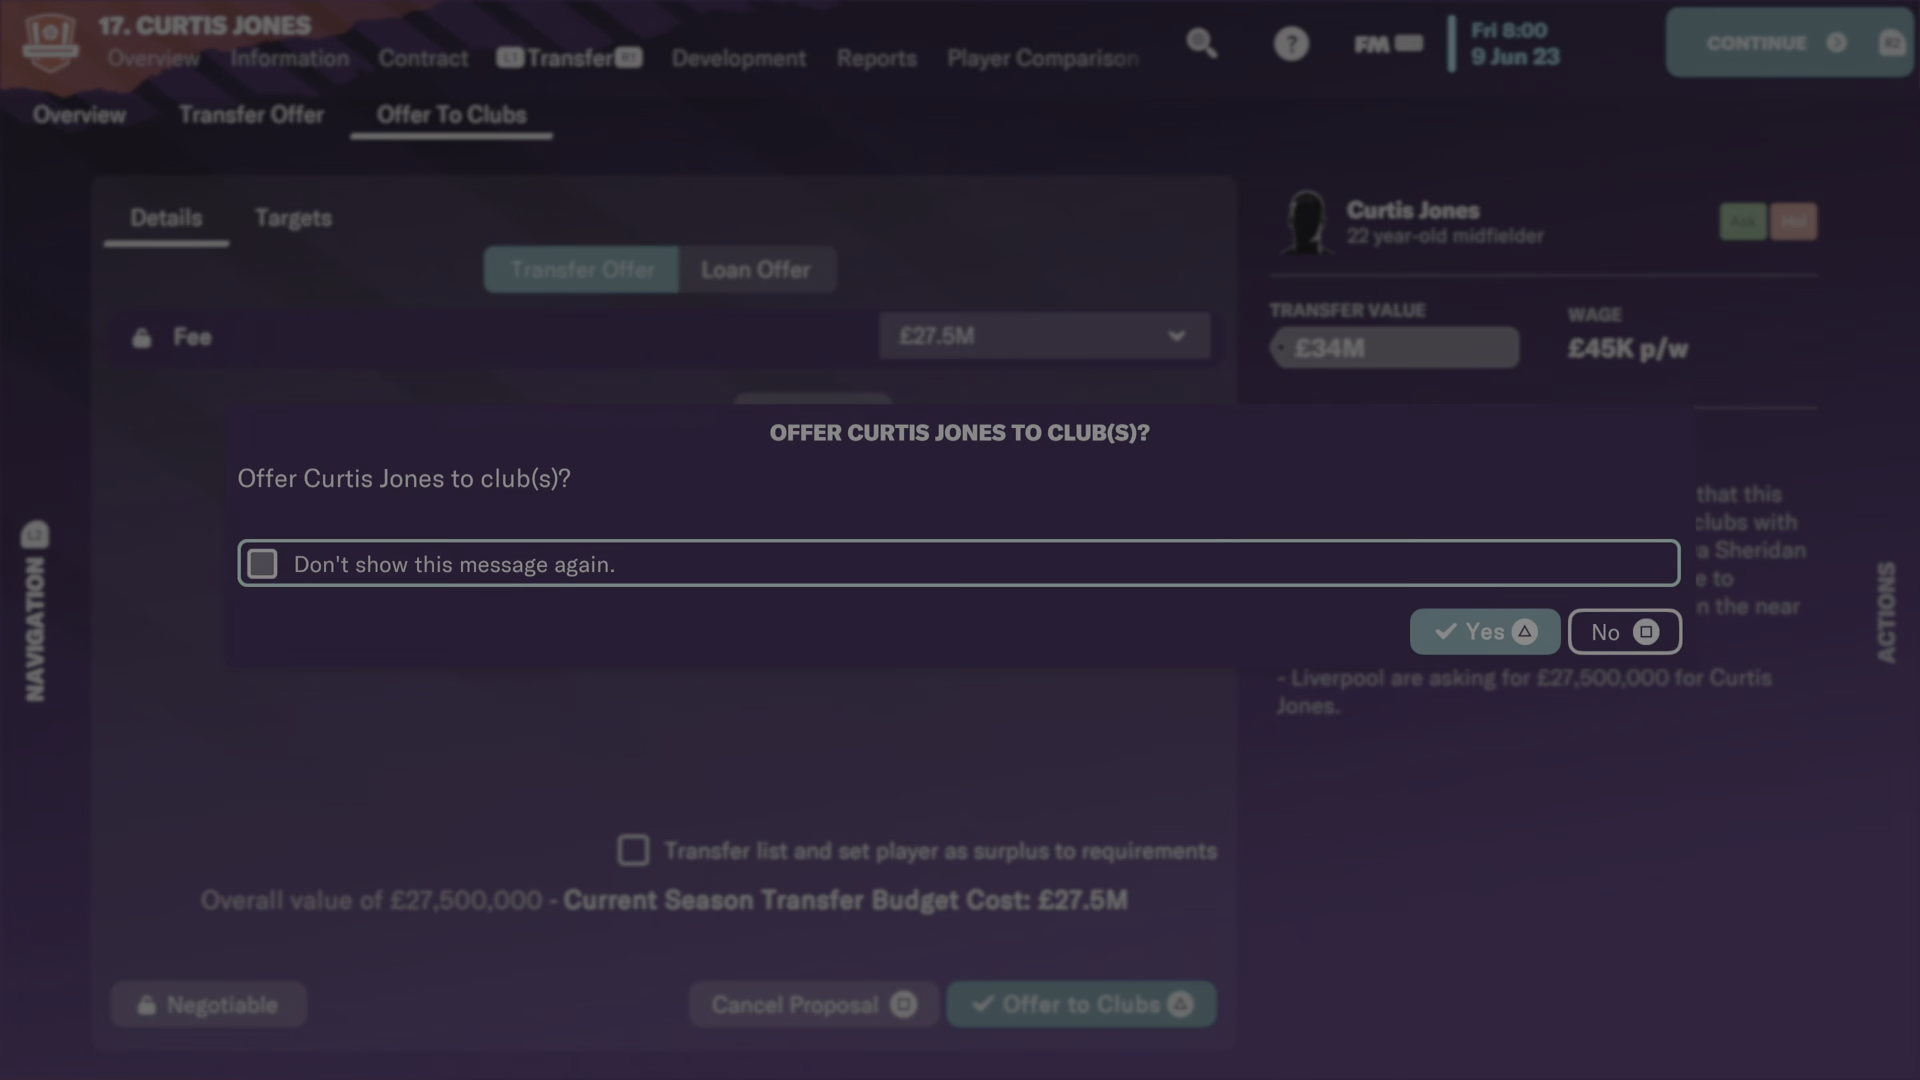 17. CURTIS JONES
Overview Information Contract L1 Transfer R1 Development Reports Player Comparison
?
FM
Fri 8:00
9 Jun 23
CONTINUE
R2
Overview Transfer Offer Offer To Clubs
Details Targets
Transfer Offer Loan Offer
Fee
£27.5M
Curtis Jones
22 year-old midfielder
TRANSFER VALUE
£34M
WAGE
£45K p/w
OFFER CURTIS JONES TO CLUB(S)?
Offer Curtis Jones to club(s)?
Don't show this message again.
Yes
No
that this
clubs with
a Sheridan
e to
n the near
- Liverpool are asking for £27,500,000 for Curtis
Jones.
L2
NAVIGATION
ACTIONS
Transfer list and set player as surplus to requirements
Overall value of £27,500,000 - Current Season Transfer Budget Cost: £27.5M
Negotiable
Cancel Proposal
Offer to Clubs